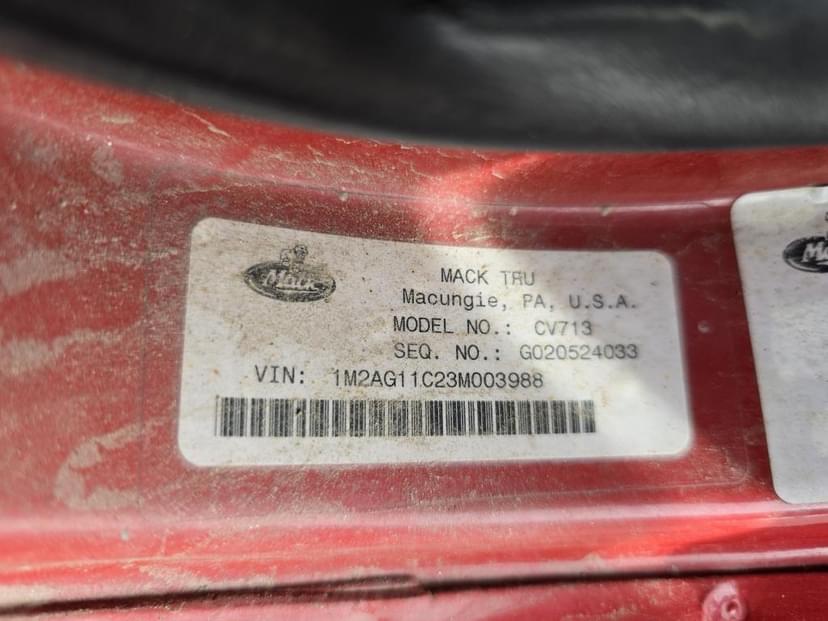 Mack
MACK TRU
Macungie, PA, U.S.A.
MODEL NO.: CV713
SEQ. NO.: G020524033
VIN: 1M2AG11C23M003988